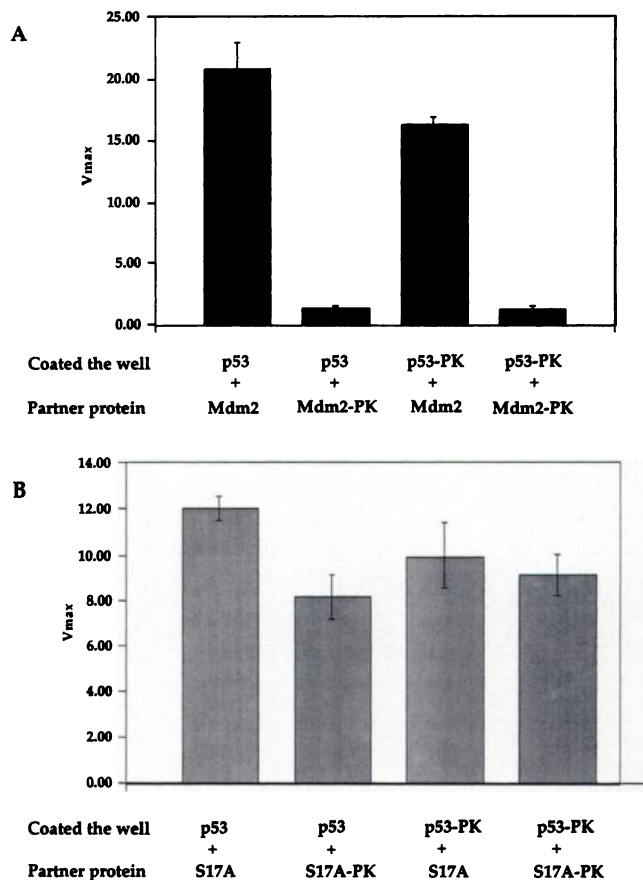 A
25.00
20.00
15.00
10.00
5.00
0.00
Vmax
Coated the well p53 p53 p53-PK p53-PK
+ + + +
Partner protein Mdm2 Mdm2-PK Mdm2 Mdm2-PK
B
14.00
12.00
10.00
8.00
6.00
4.00
2.00
0.00
Vmax
Coated the well p53 p53 p53-PK p53-PK
+ + + +
Partner protein S17A S17A-PK S17A S17A-PK